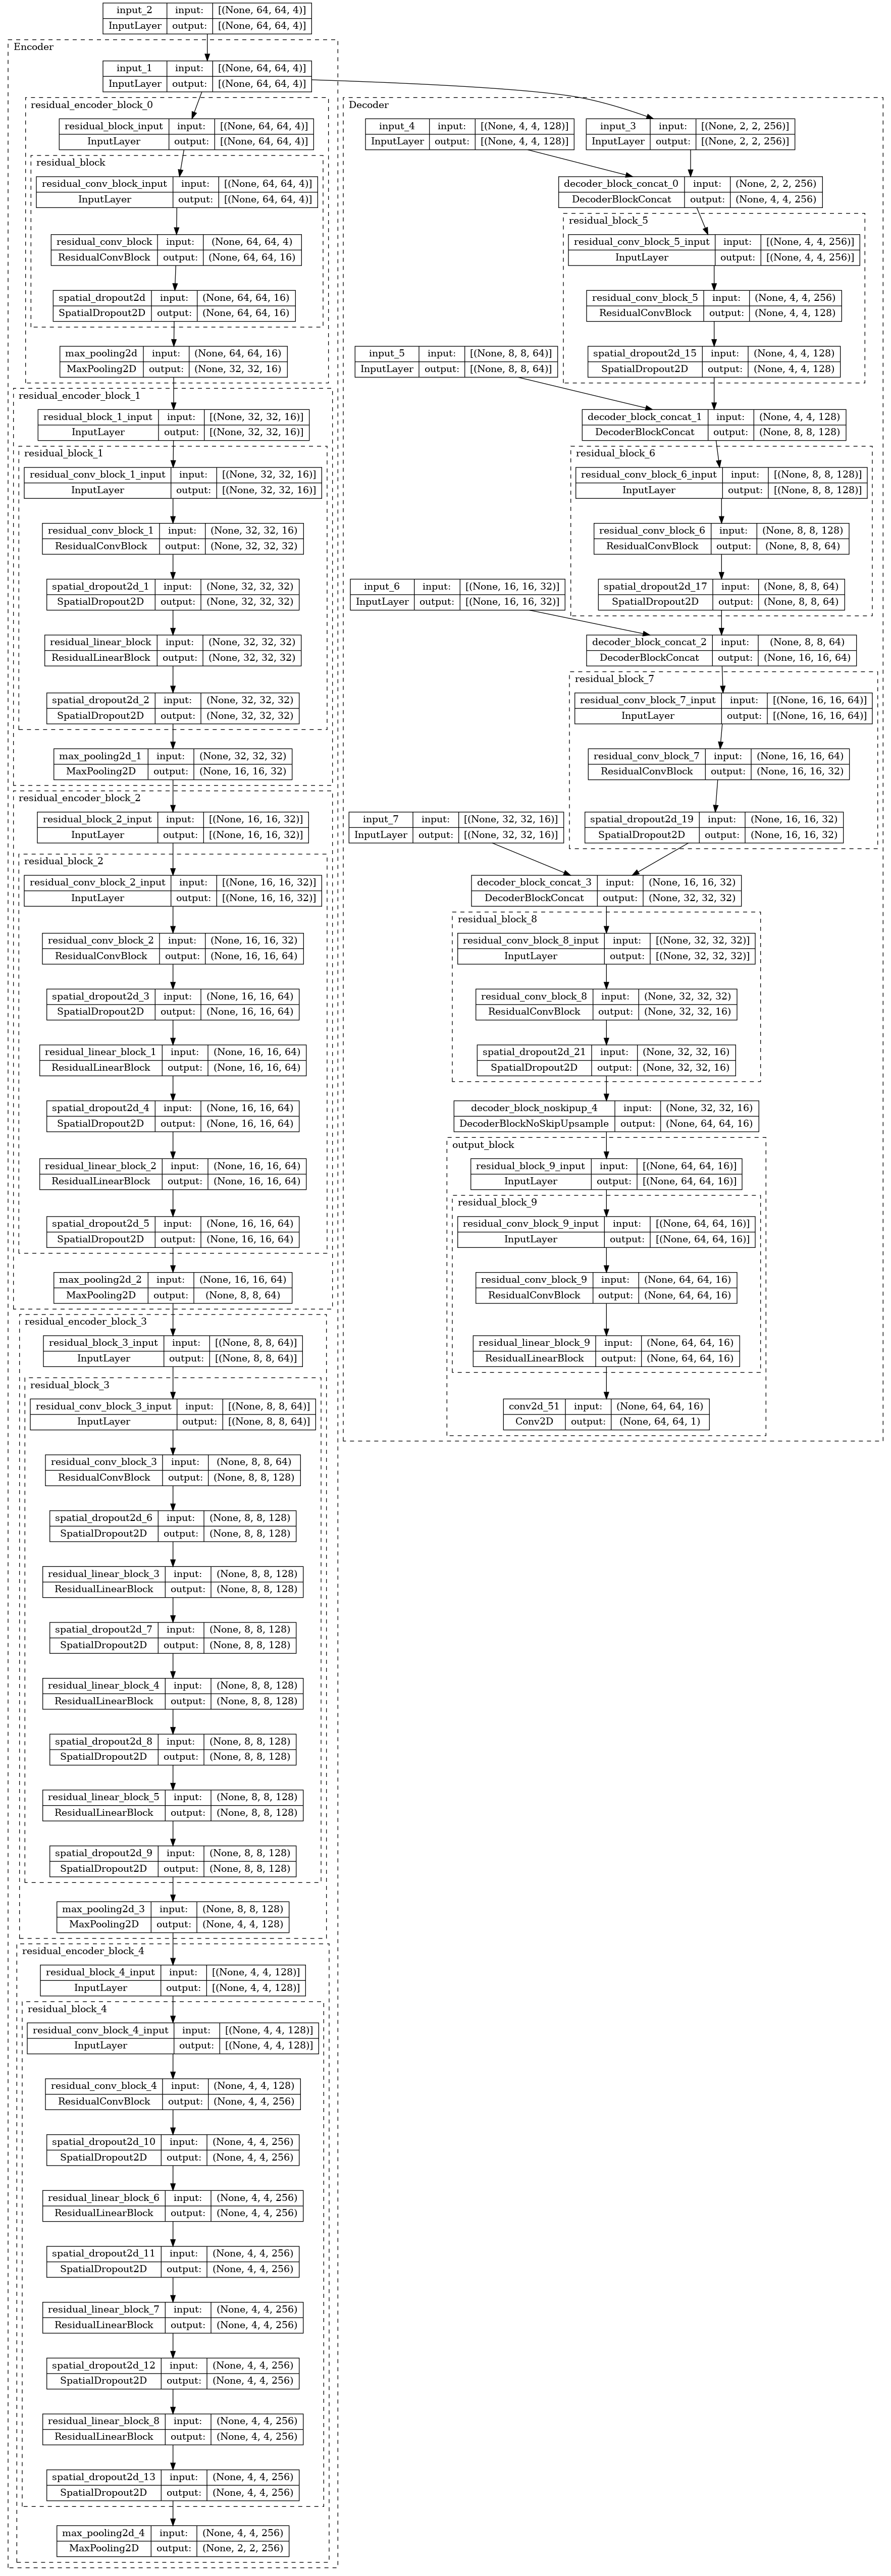 input_2 input: [(None, 64, 64, 4)]
InputLayer output: [(None, 64, 64, 4)]
Encoder
input_1 input: [(None, 64, 64, 4)]
InputLayer output: [(None, 64, 64, 4)]
residual_encoder_block_0
residual_block_input input: [(None, 64, 64, 4)]
InputLayer output: [(None, 64, 64, 4)]
residual_block
residual_conv_block_input input: [(None, 64, 64, 4)]
InputLayer output: [(None, 64, 64, 4)]
residual_conv_block input: (None, 64, 64, 4)
ResidualConvBlock output: (None, 64, 64, 16)
spatial_dropout2d input: (None, 64, 64, 16)
SpatialDropout2D output: (None, 64, 64, 16)
max_pooling2d input: (None, 64, 64, 16)
MaxPooling2D output: (None, 32, 32, 16)
residual_encoder_block_1
residual_block_1_input input: [(None, 32, 32, 16)]
InputLayer output: [(None, 32, 32, 16)]
residual_block_1
residual_conv_block_1_input input: [(None, 32, 32, 16)]
InputLayer output: [(None, 32, 32, 16)]
residual_conv_block_1 input: (None, 32, 32, 16)
ResidualConvBlock output: (None, 32, 32, 32)
spatial_dropout2d_1 input: (None, 32, 32, 32)
SpatialDropout2D output: (None, 32, 32, 32)
residual_linear_block input: (None, 32, 32, 32)
ResidualLinearBlock output: (None, 32, 32, 32)
spatial_dropout2d_2 input: (None, 32, 32, 32)
SpatialDropout2D output: (None, 32, 32, 32)
max_pooling2d_1 input: (None, 32, 32, 32)
MaxPooling2D output: (None, 16, 16, 32)
residual_encoder_block_2
residual_block_2_input input: [(None, 16, 16, 32)]
InputLayer output: [(None, 16, 16, 32)]
residual_block_2
residual_conv_block_2_input input: [(None, 16, 16, 32)]
InputLayer output: [(None, 16, 16, 32)]
residual_conv_block_2 input: (None, 16, 16, 32)
ResidualConvBlock output: (None, 16, 16, 64)
spatial_dropout2d_3 input: (None, 16, 16, 64)
SpatialDropout2D output: (None, 16, 16, 64)
residual_linear_block_1 input: (None, 16, 16, 64)
ResidualLinearBlock output: (None, 16, 16, 64)
spatial_dropout2d_4 input: (None, 16, 16, 64)
SpatialDropout2D output: (None, 16, 16, 64)
residual_linear_block_2 input: (None, 16, 16, 64)
ResidualLinearBlock output: (None, 16, 16, 64)
spatial_dropout2d_5 input: (None, 16, 16, 64)
SpatialDropout2D output: (None, 16, 16, 64)
max_pooling2d_2 input: (None, 16, 16, 64)
MaxPooling2D output: (None, 8, 8, 64)
residual_encoder_block_3
residual_block_3_input input: [(None, 8, 8, 64)]
InputLayer output: [(None, 8, 8, 64)]
residual_block_3
residual_conv_block_3_input input: [(None, 8, 8, 64)]
InputLayer output: [(None, 8, 8, 64)]
residual_conv_block_3 input: (None, 8, 8, 64)
ResidualConvBlock output: (None, 8, 8, 128)
spatial_dropout2d_6 input: (None, 8, 8, 128)
SpatialDropout2D output: (None, 8, 8, 128)
residual_linear_block_3 input: (None, 8, 8, 128)
ResidualLinearBlock output: (None, 8, 8, 128)
spatial_dropout2d_7 input: (None, 8, 8, 128)
SpatialDropout2D output: (None, 8, 8, 128)
residual_linear_block_4 input: (None, 8, 8, 128)
ResidualLinearBlock output: (None, 8, 8, 128)
spatial_dropout2d_8 input: (None, 8, 8, 128)
SpatialDropout2D output: (None, 8, 8, 128)
residual_linear_block_5 input: (None, 8, 8, 128)
ResidualLinearBlock output: (None, 8, 8, 128)
spatial_dropout2d_9 input: (None, 8, 8, 128)
SpatialDropout2D output: (None, 8, 8, 128)
max_pooling2d_3 input: (None, 8, 8, 128)
MaxPooling2D output: (None, 4, 4, 128)
residual_encoder_block_4
residual_block_4_input input: [(None, 4, 4, 128)]
InputLayer output: [(None, 4, 4, 128)]
residual_block_4
residual_conv_block_4_input input: [(None, 4, 4, 128)]
InputLayer output: [(None, 4, 4, 128)]
residual_conv_block_4 input: (None, 4, 4, 128)
ResidualConvBlock output: (None, 4, 4, 256)
spatial_dropout2d_10 input: (None, 4, 4, 256)
SpatialDropout2D output: (None, 4, 4, 256)
residual_linear_block_6 input: (None, 4, 4, 256)
ResidualLinearBlock output: (None, 4, 4, 256)
spatial_dropout2d_11 input: (None, 4, 4, 256)
SpatialDropout2D output: (None, 4, 4, 256)
residual_linear_block_7 input: (None, 4, 4, 256)
ResidualLinearBlock output: (None, 4, 4, 256)
spatial_dropout2d_12 input: (None, 4, 4, 256)
SpatialDropout2D output: (None, 4, 4, 256)
residual_linear_block_8 input: (None, 4, 4, 256)
ResidualLinearBlock output: (None, 4, 4, 256)
spatial_dropout2d_13 input: (None, 4, 4, 256)
SpatialDropout2D output: (None, 4, 4, 256)
max_pooling2d_4 input: (None, 4, 4, 256)
MaxPooling2D output: (None, 2, 2, 256)
Decoder
input_4 input: [(None, 4, 4, 128)]
InputLayer output: [(None, 4, 4, 128)]
input_3 input: [(None, 2, 2, 256)]
InputLayer output: [(None, 2, 2, 256)]
decoder_block_concat_0 input: (None, 2, 2, 256)
DecoderBlockConcat output: (None, 4, 4, 256)
residual_block_5
residual_conv_block_5_input input: [(None, 4, 4, 256)]
InputLayer output: [(None, 4, 4, 256)]
residual_conv_block_5 input: (None, 4, 4, 256)
ResidualConvBlock output: (None, 4, 4, 128)
spatial_dropout2d_15 input: (None, 4, 4, 128)
SpatialDropout2D output: (None, 4, 4, 128)
input_5 input: [(None, 8, 8, 64)]
InputLayer output: [(None, 8, 8, 64)]
decoder_block_concat_1 input: (None, 4, 4, 128)
DecoderBlockConcat output: (None, 8, 8, 128)
residual_block_6
residual_conv_block_6_input input: [(None, 8, 8, 128)]
InputLayer output: [(None, 8, 8, 128)]
residual_conv_block_6 input: (None, 8, 8, 128)
ResidualConvBlock output: (None, 8, 8, 64)
spatial_dropout2d_17 input: (None, 8, 8, 64)
SpatialDropout2D output: (None, 8, 8, 64)
input_6 input: [(None, 16, 16, 32)]
InputLayer output: [(None, 16, 16, 32)]
decoder_block_concat_2 input: (None, 8, 8, 64)
DecoderBlockConcat output: (None, 16, 16, 64)
residual_block_7
residual_conv_block_7_input input: [(None, 16, 16, 64)]
InputLayer output: [(None, 16, 16, 64)]
residual_conv_block_7 input: (None, 16, 16, 64)
ResidualConvBlock output: (None, 16, 16, 32)
spatial_dropout2d_19 input: (None, 16, 16, 32)
SpatialDropout2D output: (None, 16, 16, 32)
input_7 input: [(None, 32, 32, 16)]
InputLayer output: [(None, 32, 32, 16)]
decoder_block_concat_3 input: (None, 16, 16, 32)
DecoderBlockConcat output: (None, 32, 32, 32)
residual_block_8
residual_conv_block_8_input input: [(None, 32, 32, 32)]
InputLayer output: [(None, 32, 32, 32)]
residual_conv_block_8 input: (None, 32, 32, 32)
ResidualConvBlock output: (None, 32, 32, 16)
spatial_dropout2d_21 input: (None, 32, 32, 16)
SpatialDropout2D output: (None, 32, 32, 16)
decoder_block_noskipup_4 input: (None, 32, 32, 16)
DecoderBlockNoSkipUpsample output: (None, 64, 64, 16)
output_block
residual_block_9_input input: [(None, 64, 64, 16)]
InputLayer output: [(None, 64, 64, 16)]
residual_block_9
residual_conv_block_9_input input: [(None, 64, 64, 16)]
InputLayer output: [(None, 64, 64, 16)]
residual_conv_block_9 input: (None, 64, 64, 16)
ResidualConvBlock output: (None, 64, 64, 16)
residual_linear_block_9 input: (None, 64, 64, 16)
ResidualLinearBlock output: (None, 64, 64, 16)
conv2d_51 input: (None, 64, 64, 16)
Conv2D output: (None, 64, 64, 1)